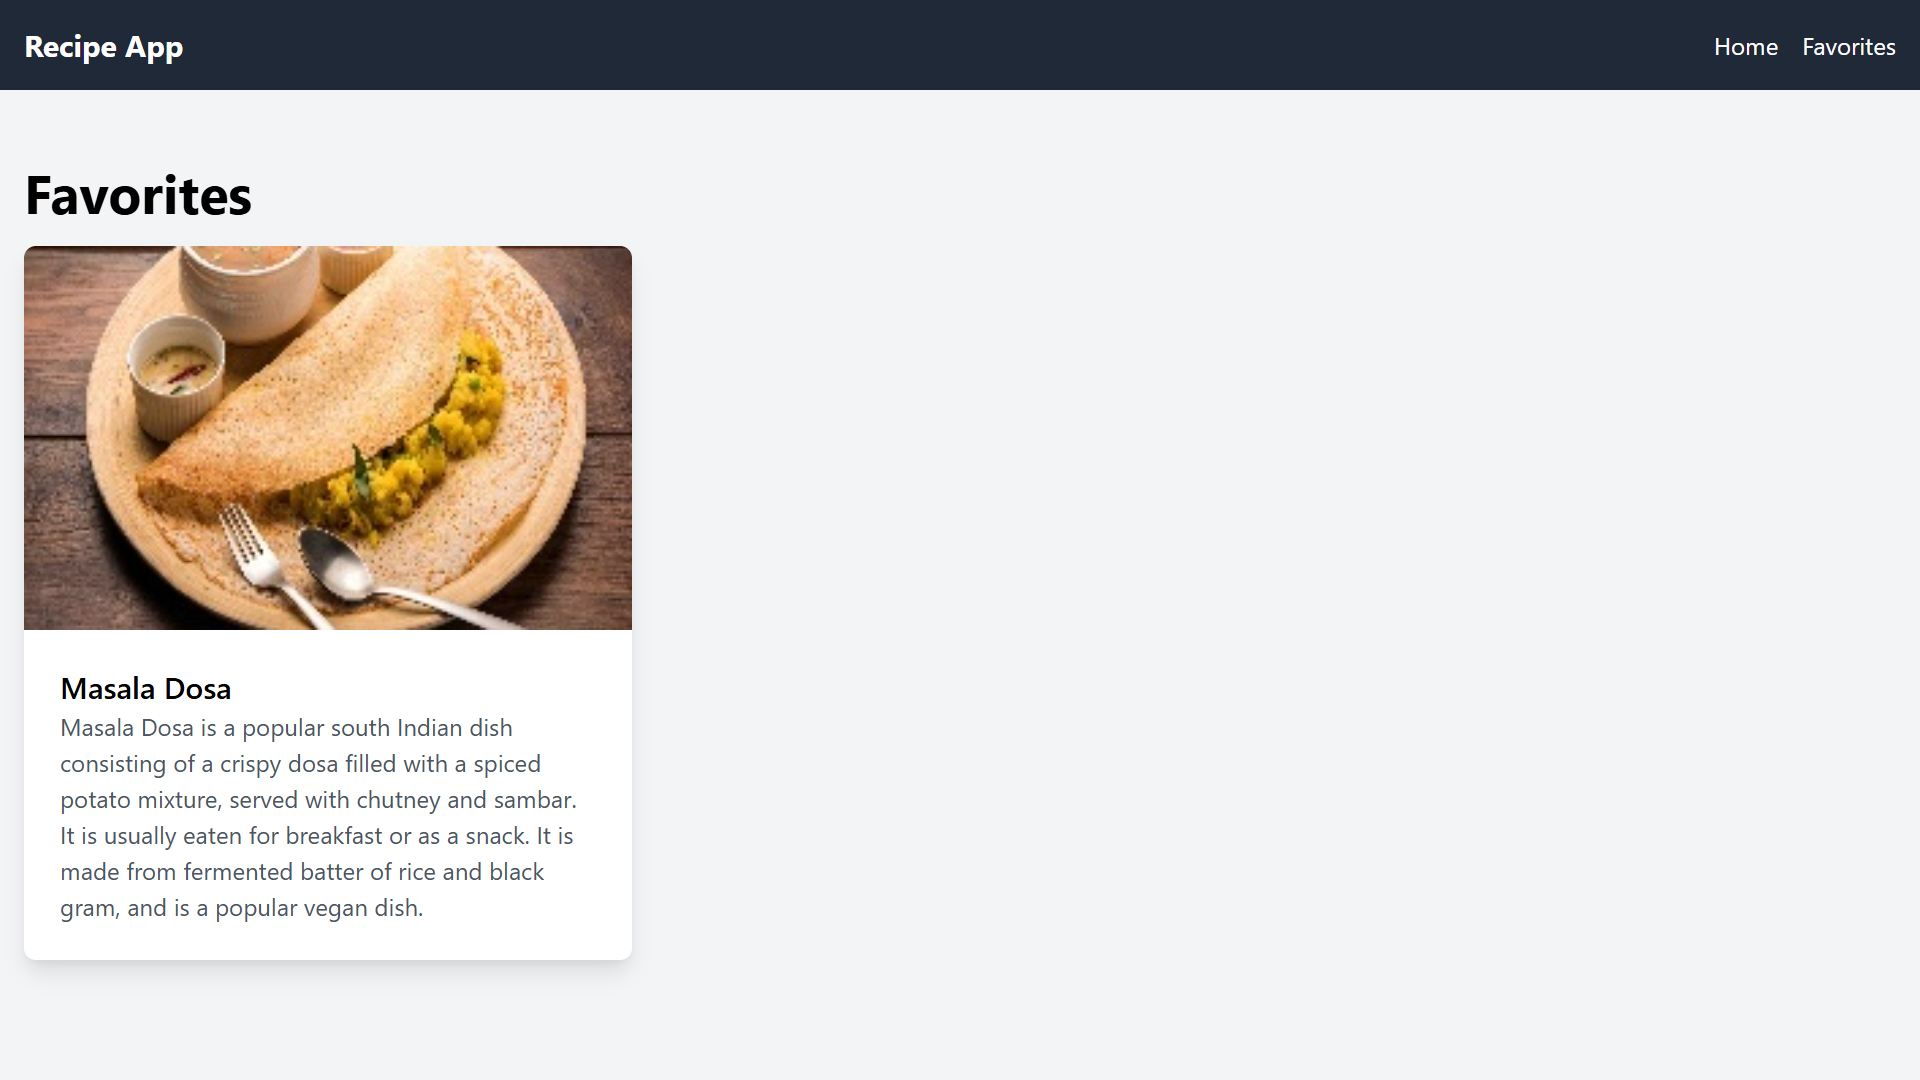 Recipe App
Home Favorites
Favorites
Masala Dosa
Masala Dosa is a popular south Indian dish
consisting of a crispy dosa filled with a spiced
potato mixture, served with chutney and sambar.
It is usually eaten for breakfast or as a snack. It is
made from fermented batter of rice and black
gram, and is a popular vegan dish.